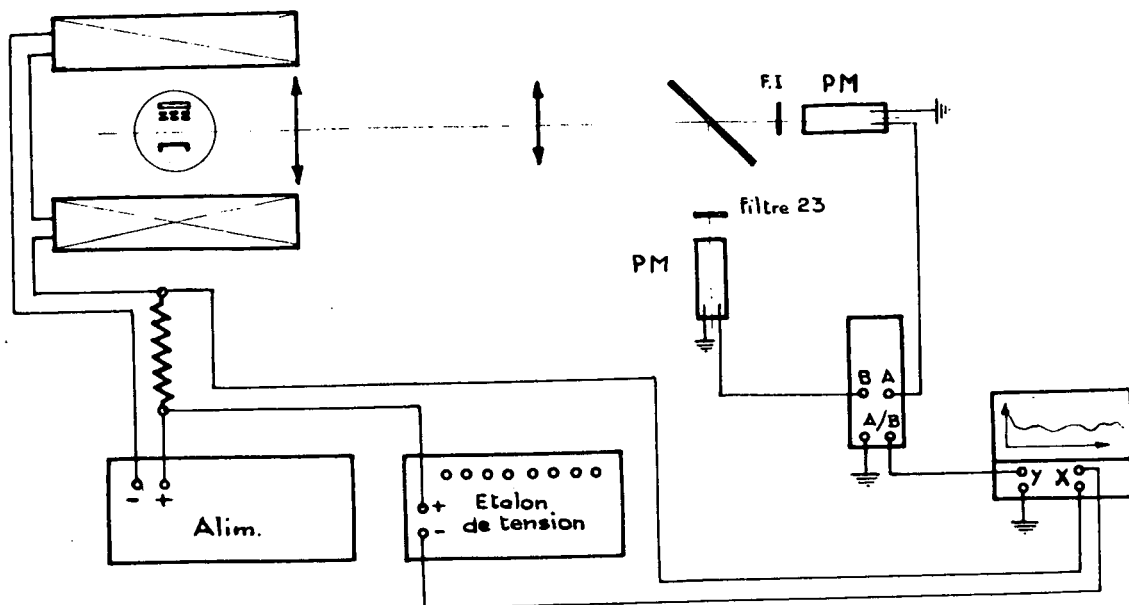 F.I
PM
Filtre 23
PM
B A
A/B
Y X
- +
Alim.
+
-
Etalon
de tension